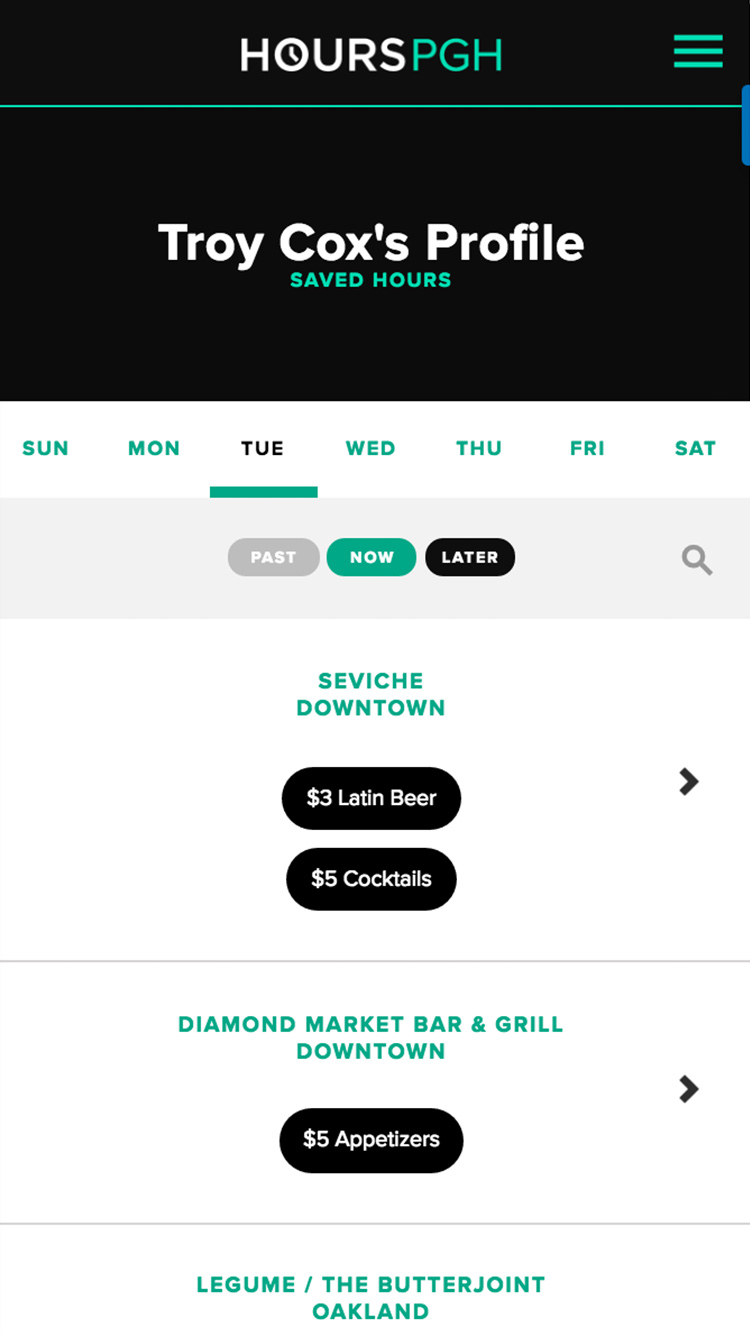 HOURSPGH
Troy Cox's Profile
SAVED HOURS
SUN MON TUE WED THU FRI SAT
PAST NOW LATER
SEVICHE
DOWNTOWN
$3 Latin Beer
$5 Cocktails
DIAMOND MARKET BAR & GRILL
DOWNTOWN
$5 Appetizers
LEGUME / THE BUTTERJOINT
OAKLAND